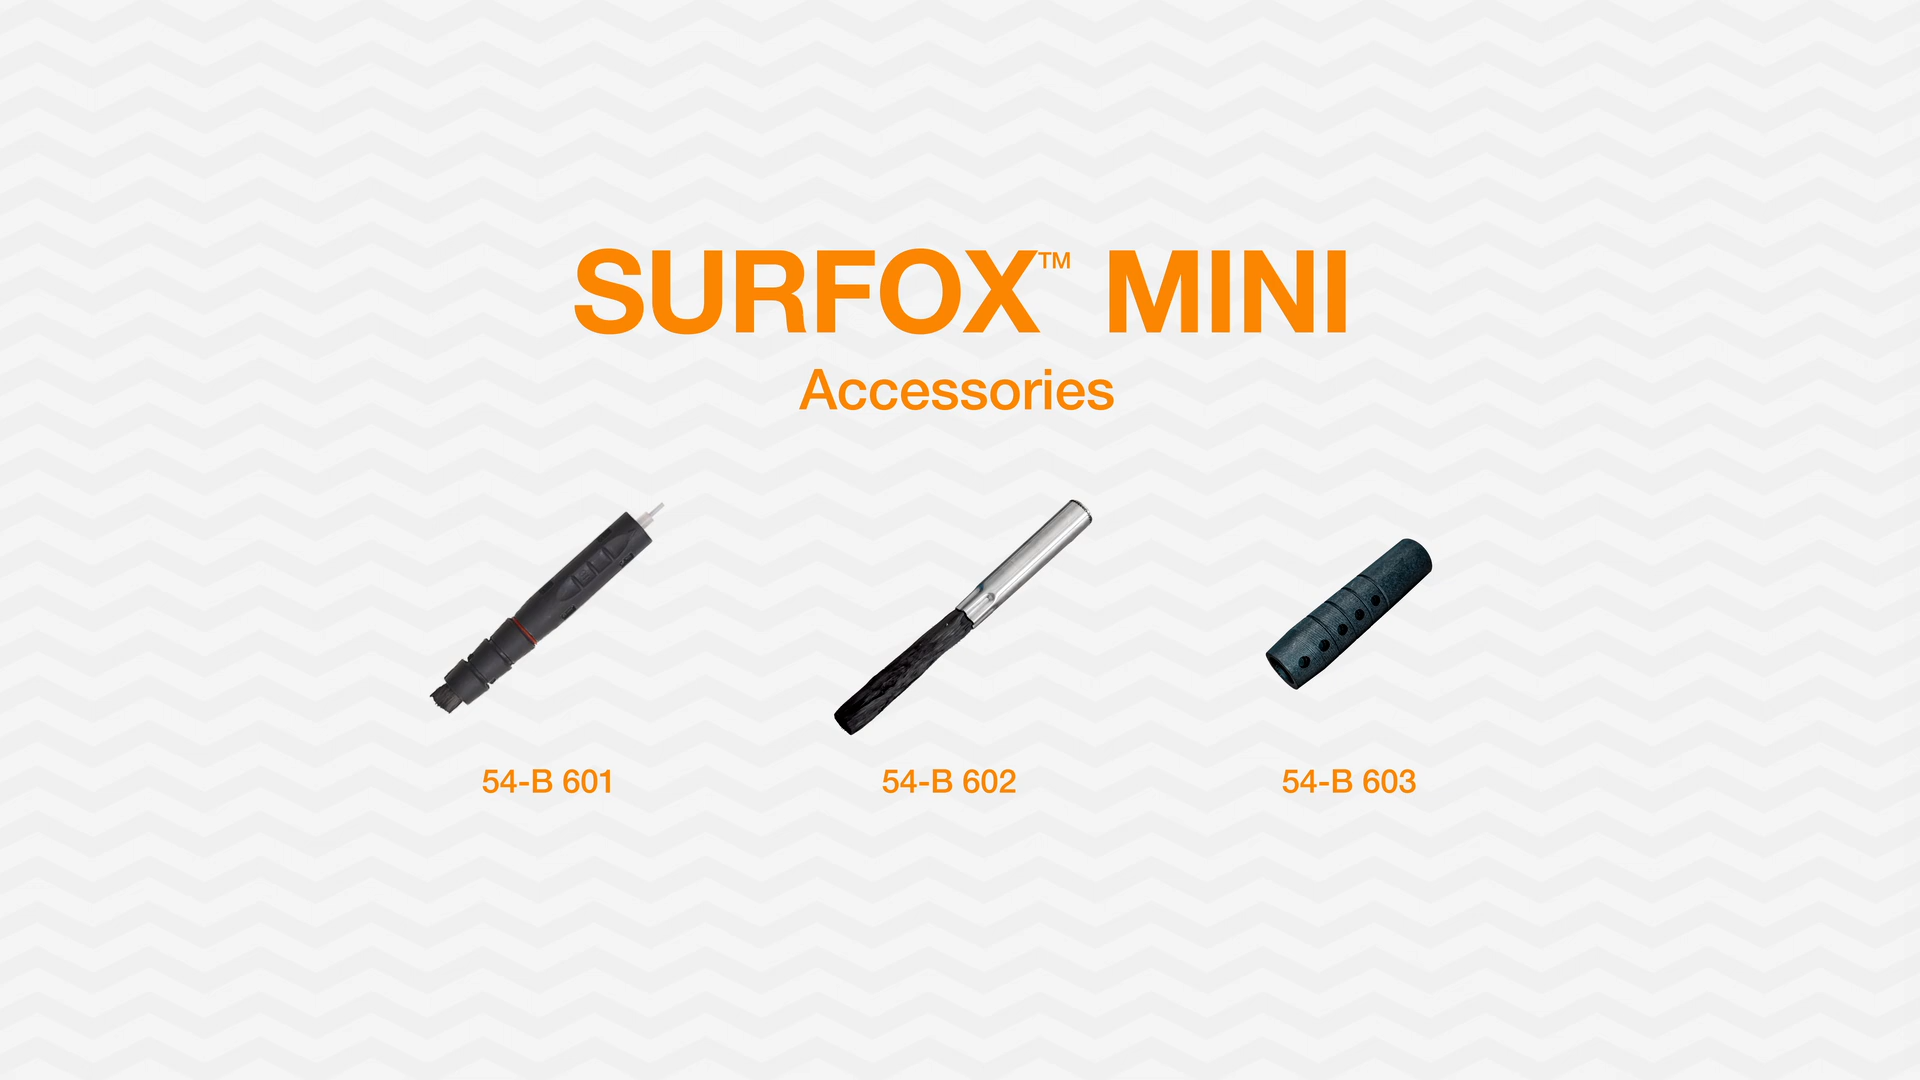 SURFOX™ MINI
Accessories
54-B 601
54-B 602
54-B 603